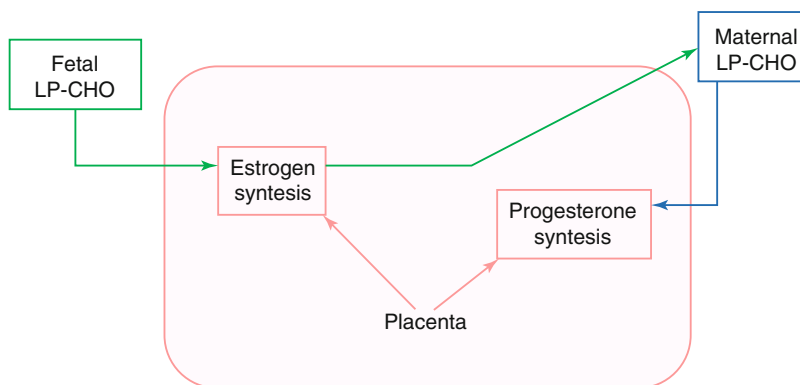 Fetal
LP-CHO
Maternal
LP-CHO
Estrogen
syntesis
Progesterone
syntesis
Placenta